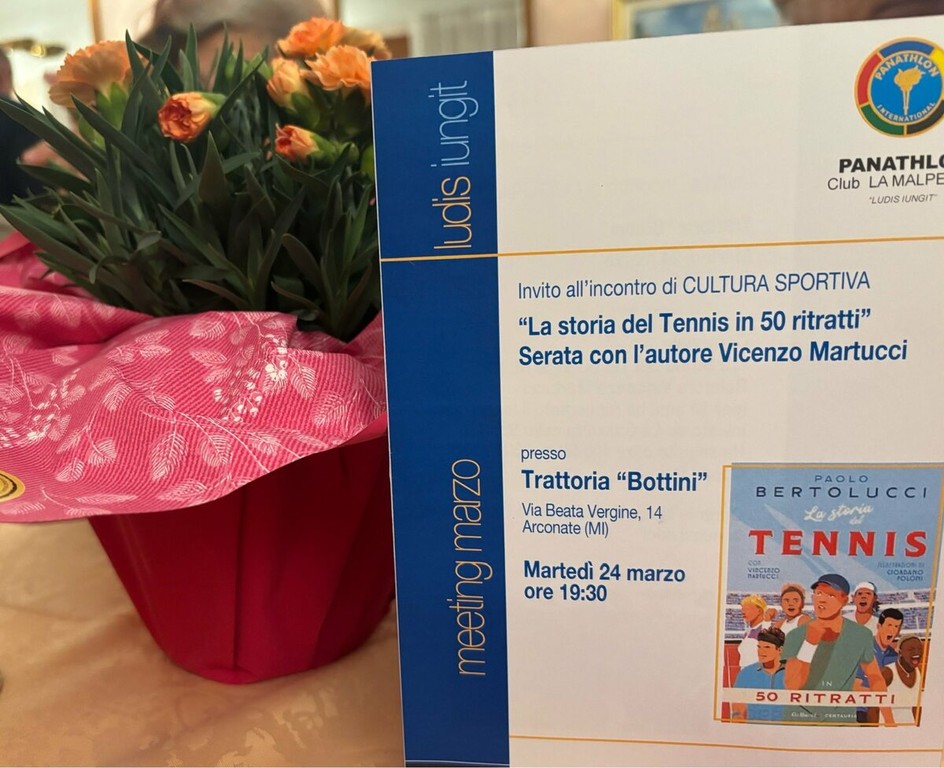 ludis iungit
meeting marzo
PANATHLON
INTERNATIONAL
PANATHLO
Club LA MALPE
"LUDIS IUNGIT"
Invito all'incontro di CULTURA SPORTIVA
"La storia del Tennis in 50 ritratti"
Serata con l'autore Vicenzo Martucci
presso
Trattoria "Bottini"
Via Beata Vergine, 14
Arconate (MI)
Martedì 24 marzo
ore 19:30
PAOLO
BERTOLUCCI
La storia
del
TENNIS
CON
VINCENZO
MARTUCCI
ILLUSTRAZIONI DI
GIORDANO
POLONI
IN
50 RITRATTI